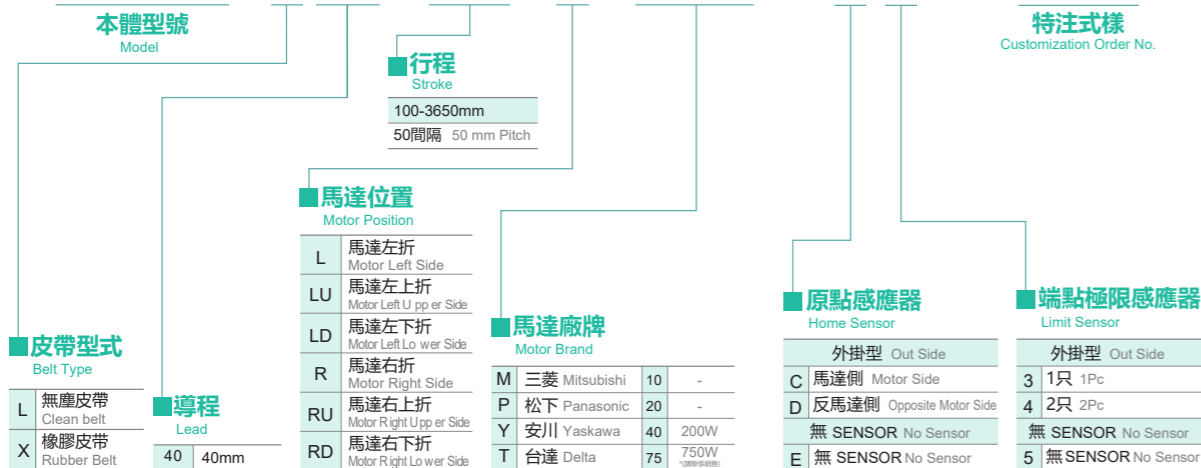 本體型號
Model
特注式樣
Customization Order No.
行程
Stroke
100-3650mm
50間隔 50 mm Pitch
馬達位置
Motor Position
L 馬達左折
Motor Left Side
LU 馬達左上折
Motor Left Upper Side
LD 馬達左下折
Motor Left Lower Side
R 馬達右折
Motor Right Side
RU 馬達右上折
Motor Right Upper Side
RD 馬達右下折
Motor Right Lower Side
皮帶型式
Belt Type
L 無塵皮帶
Clean belt
X 橡膠皮帶
Rubber Belt
導程
Lead
40 40mm
馬達廠牌
Motor Brand
M 三菱 Mitsubishi 10 -
P 松下 Panasonic 20 -
Y 安川 Yaskawa 40 200W
T 台達 Delta 75 750W
原點感應器
Home Sensor
外掛型 Out Side
C 馬達側 Motor Side
D 反馬達側 Opposite Motor Side
無 SENSOR No Sensor
E 無 SENSOR No Sensor
端點極限感應器
Limit Sensor
外掛型 Out Side
3 1只 1Pc
4 2只 2Pc
無 SENSOR No Sensor
5 無 SENSOR No Sensor